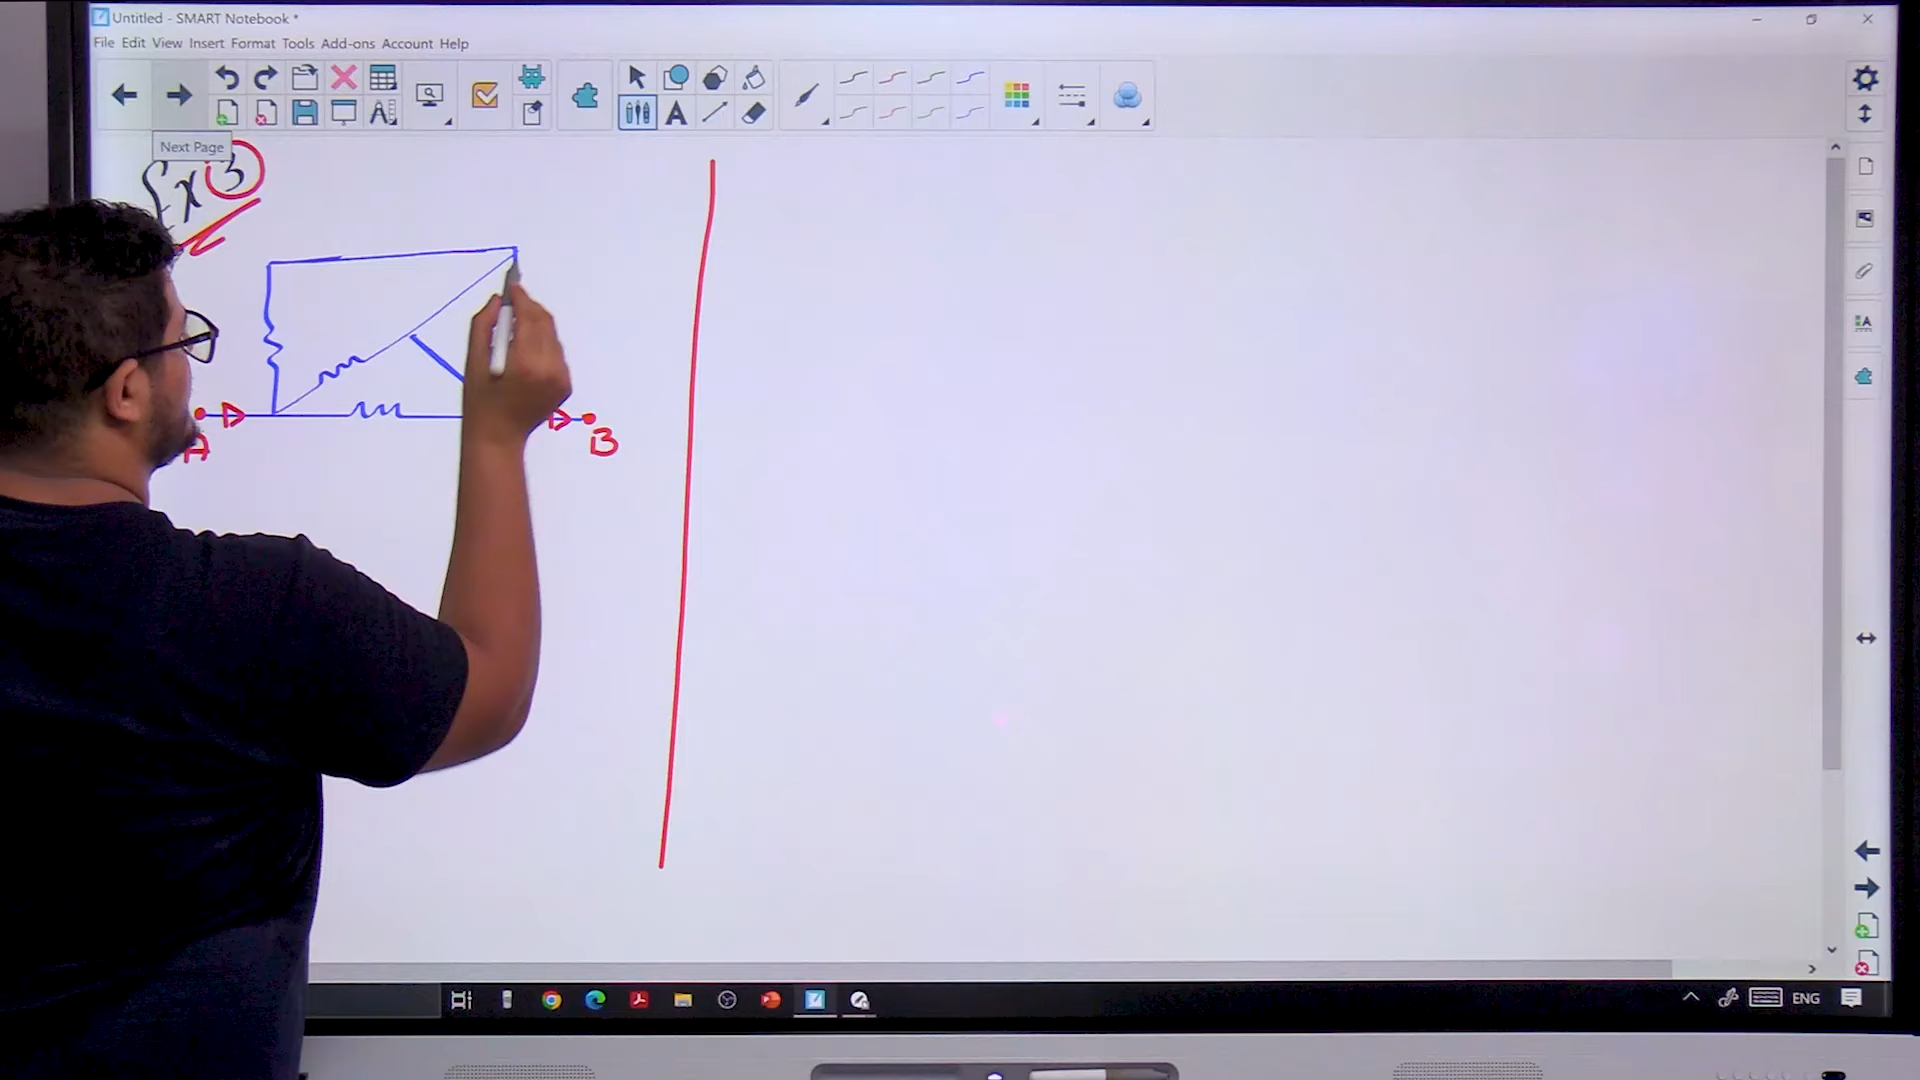 Untitled - SMART Notebook *
File Edit View Insert Format Tools Add-ons Account Help
Next Page
Ex 3
A
B
ENG